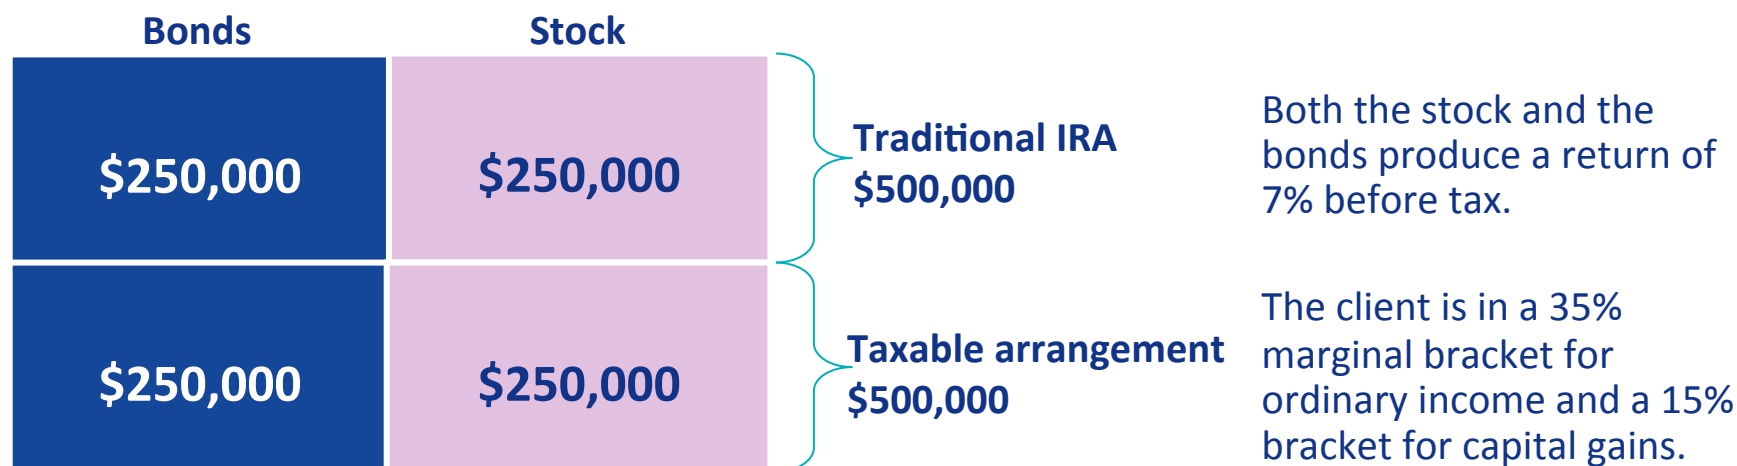 Bonds
Stock
$250,000
$250,000
Traditional IRA
$500,000
$250,000
$250,000
Taxable arrangement
$500,000
Both the stock and the
bonds produce a return of
7% before tax.
The client is in a 35%
marginal bracket for
ordinary income and a 15%
bracket for capital gains.